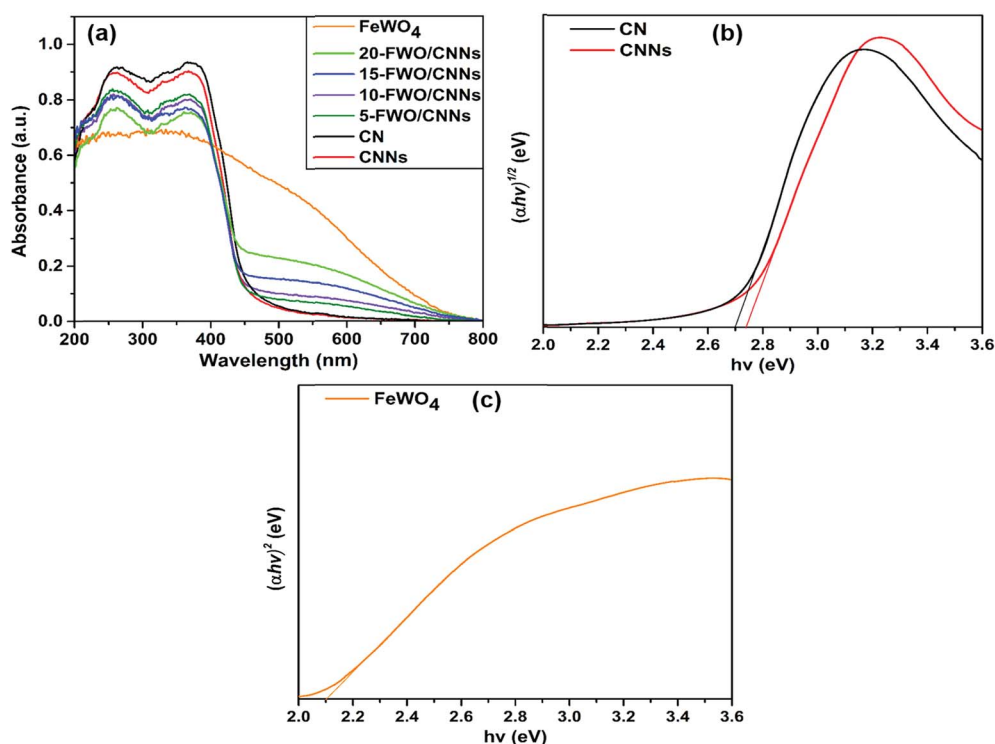 (a)
FeWO₄
20-FWO/CNNs
15-FWO/CNNs
10-FWO/CNNs
5-FWO/CNNs
CN
CNNs
Absorbance (a.u.)
1.0
0.8
0.6
0.4
0.2
0.0
200 300 400 500 600 700 800
Wavelength (nm)
(b)
CN
CNNs
(αhν)^1/2 (eV)
2.0 2.2 2.4 2.6 2.8 3.0 3.2 3.4 3.6
hν (eV)
FeWO₄ (c)
(αhν)² (eV)
2.0 2.2 2.4 2.6 2.8 3.0 3.2 3.4 3.6
hν (eV)